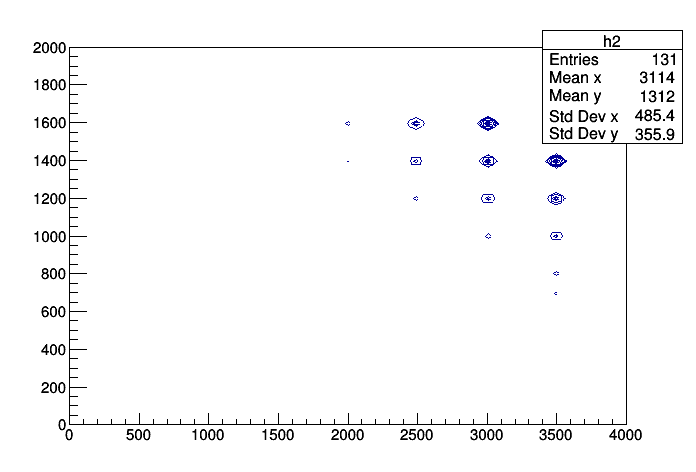 h2
Entries 131
Mean x 3114
Mean y 1312
Std Dev x 485.4
Std Dev y 355.9
2000
1800
1600
1400
1200
1000
800
600
400
200
0
0 500 1000 1500 2000 2500 3000 3500 4000